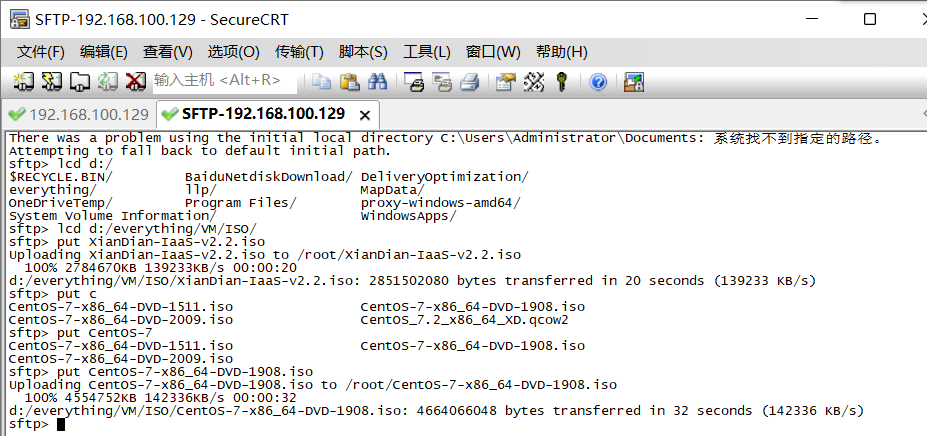 SFTP-192.168.100.129 - SecureCRT
文件(F) 编辑(E) 查看(V) 选项(O) 传输(T) 脚本(S) 工具(L) 窗口(W) 帮助(H)
输入主机 <Alt+R>
192.168.100.129 SFTP-192.168.100.129
There was a problem using the initial local directory C:\Users\Administrator\Documents: 系统找不到指定的路径。
Attempting to fall back to default initial path.
sftp> lcd d:/
$RECYCLE.BIN/ BaiduNetdiskDownload/ DeliveryOptimization/
everything/ llp/ MapData/
OneDriveTemp/ Program Files/ proxy-windows-amd64/
System Volume Information/ WindowsApps/
sftp> lcd d:/everything/VM/ISO/
sftp> put XianDian-IaaS-v2.2.iso
Uploading XianDian-IaaS-v2.2.iso to /root/XianDian-IaaS-v2.2.iso
100% 2784670KB 139233KB/s 00:00:20
d:/everything/VM/ISO/XianDian-IaaS-v2.2.iso: 2851502080 bytes transferred in 20 seconds (139233 KB/s)
sftp> put c
CentOS-7-x86_64-DVD-1511.iso CentOS-7-x86_64-DVD-1908.iso
CentOS-7-x86_64-DVD-2009.iso CentOS_7.2_x86_64_XD.qcow2
sftp> put CentOS-7
CentOS-7-x86_64-DVD-1511.iso CentOS-7-x86_64-DVD-1908.iso
CentOS-7-x86_64-DVD-2009.iso
sftp> put CentOS-7-x86_64-DVD-1908.iso
Uploading CentOS-7-x86_64-DVD-1908.iso to /root/CentOS-7-x86_64-DVD-1908.iso
100% 4554752KB 142336KB/s 00:00:32
d:/everything/VM/ISO/CentOS-7-x86_64-DVD-1908.iso: 4664066048 bytes transferred in 32 seconds (142336 KB/s)
sftp>